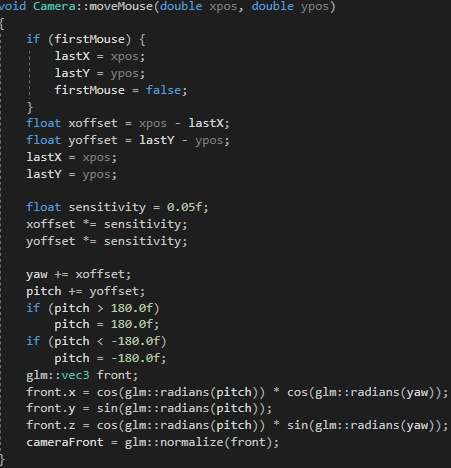 void Camera::moveMouse(double xpos, double ypos)
{
if (firstMouse) {
lastX = xpos;
lastY = ypos;
firstMouse = false;
}
float xoffset = xpos - lastX;
float yoffset = lastY - ypos;
lastX = xpos;
lastY = ypos;
float sensitivity = 0.05f;
xoffset *= sensitivity;
yoffset *= sensitivity;
yaw += xoffset;
pitch += yoffset;
if (pitch > 180.0f)
pitch = 180.0f;
if (pitch < -180.0f)
pitch = -180.0f;
glm::vec3 front;
front.x = cos(glm::radians(pitch)) * cos(glm::radians(yaw));
front.y = sin(glm::radians(pitch));
front.z = cos(glm::radians(pitch)) * sin(glm::radians(yaw));
cameraFront = glm::normalize(front);
}